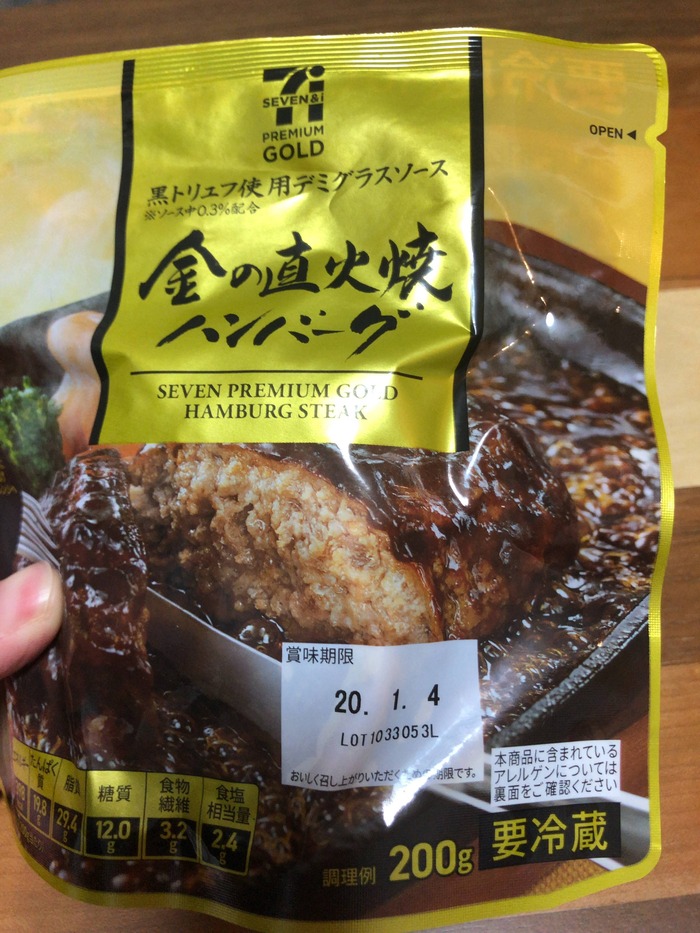 SEVEN&i
PREMIUM
GOLD
OPEN
黒トリュフ使用デミグラスソース
※ソース中0.3%配合
金の直火焼
ハンバーグ
SEVEN PREMIUM GOLD
HAMBURG STEAK
賞味期限
20. 1. 4
LOT1033053L
おいしく召し上がりいただく 期限です。
本商品に含まれている
アレルゲンについては
裏面をご確認ください
たんぱく質
19.8
g
脂質
29.4
g
糖質
12.0
g
食物
繊維
3.2
g
食塩
相当量
2.4
g
調理例
200g
要冷蔵